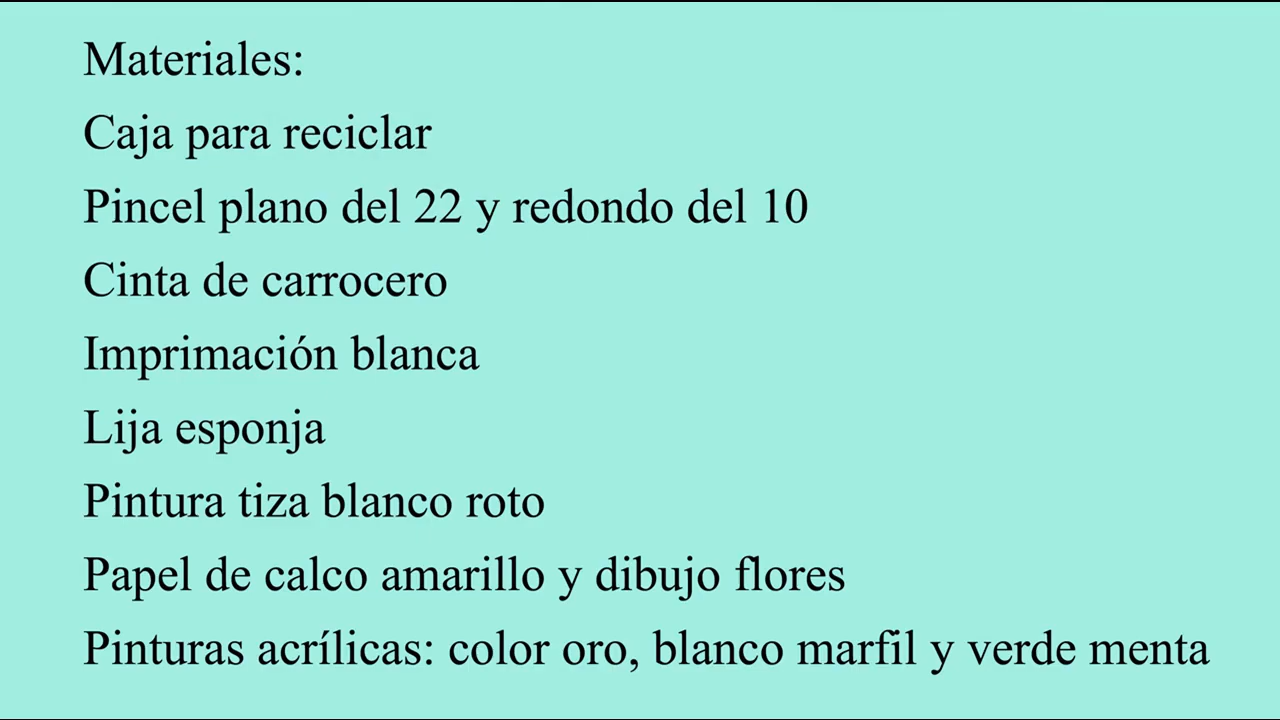 Materiales:
Caja para reciclar
Pincel plano del 22 y redondo del 10
Cinta de carrocero
Imprimación blanca
Lija esponja
Pintura tiza blanco roto
Papel de calco amarillo y dibujo flores
Pinturas acrílicas: color oro, blanco marfil y verde menta